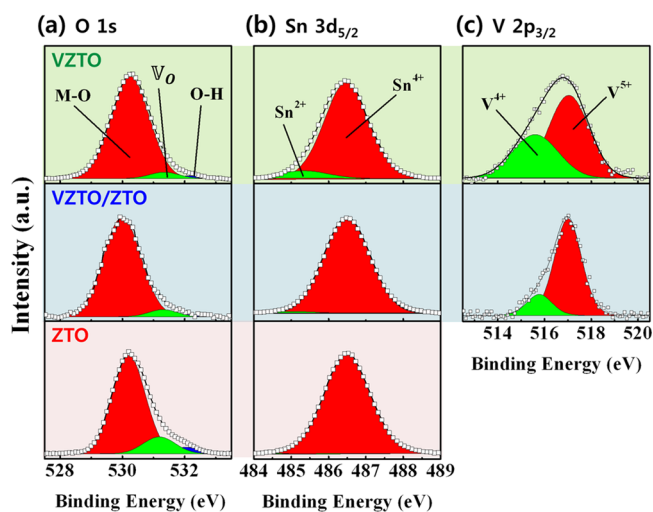 (a) O 1s
(b) Sn 3d5/2
(c) V 2p3/2
VZTO
M-O
𝕍O
O-H
Sn2+
Sn4+
V4+
V5+
VZTO/ZTO
ZTO
Intensity (a.u.)
528 530 532
484 485 486 487 488 489
514 516 518 520
Binding Energy (eV)
Binding Energy (eV)
Binding Energy (eV)